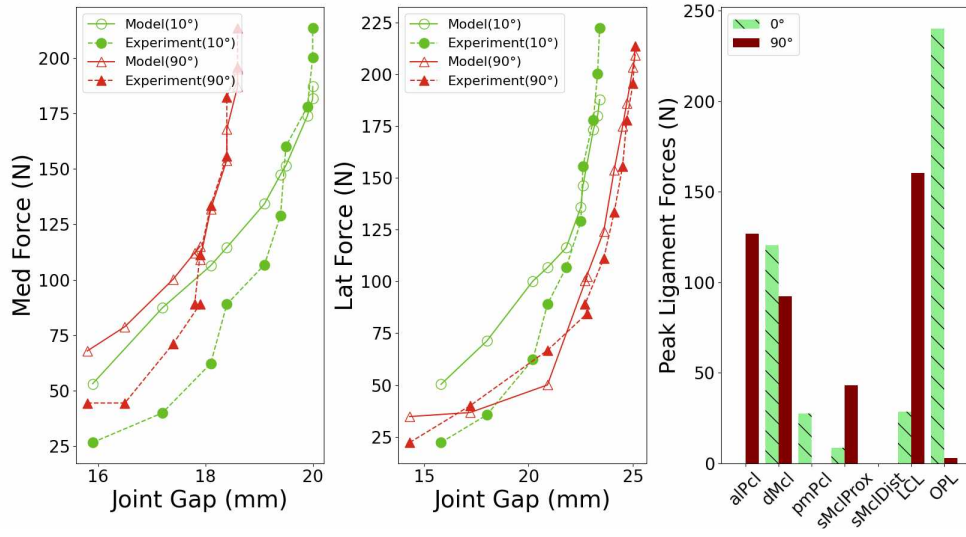 Model(10°)
Experiment(10°)
Model(90°)
Experiment(90°)
Med Force (N)
200
175
150
125
100
75
50
25
16
18
20
Joint Gap (mm)
Model(10°)
Experiment(10°)
Model(90°)
Experiment(90°)
Lat Force (N)
225
200
175
150
125
100
75
50
25
15
20
25
Joint Gap (mm)
0°
90°
Peak Ligament Forces (N)
250
200
150
100
50
0
alPcl
dMcl
pmPcl
sMclProx
sMclDist
LCL
OPL